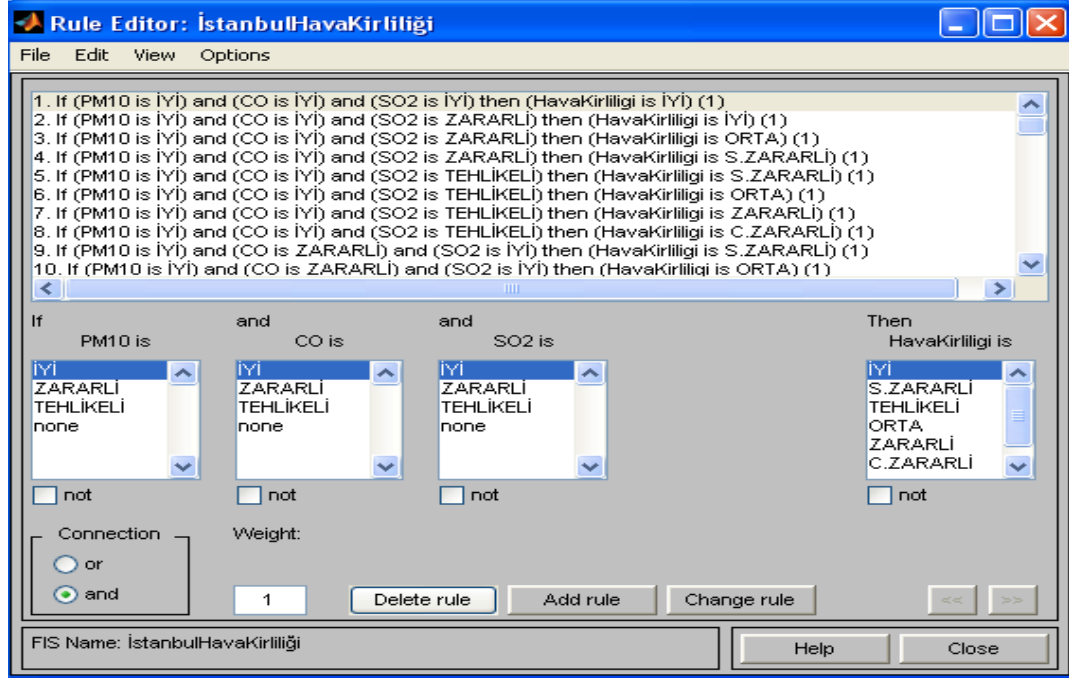 Rule Editor: İstanbulHavaKirliliği
File Edit View Options
1. If (PM10 is İYİ) and (CO is İYİ) and (SO2 is İYİ) then (HavaKirliligi is İYİ) (1)
2. If (PM10 is İYİ) and (CO is İYİ) and (SO2 is ZARARLİ) then (HavaKirliligi is İYİ) (1)
3. If (PM10 is İYİ) and (CO is İYİ) and (SO2 is ZARARLİ) then (HavaKirliligi is ORTA) (1)
4. If (PM10 is İYİ) and (CO is İYİ) and (SO2 is ZARARLİ) then (HavaKirliligi is S.ZARARLİ) (1)
5. If (PM10 is İYİ) and (CO is İYİ) and (SO2 is TEHLİKELİ) then (HavaKirliligi is S.ZARARLİ) (1)
6. If (PM10 is İYİ) and (CO is İYİ) and (SO2 is TEHLİKELİ) then (HavaKirliligi is ORTA) (1)
7. If (PM10 is İYİ) and (CO is İYİ) and (SO2 is TEHLİKELİ) then (HavaKirliligi is ZARARLİ) (1)
8. If (PM10 is İYİ) and (CO is İYİ) and (SO2 is TEHLİKELİ) then (HavaKirliligi is C.ZARARLİ) (1)
9. If (PM10 is İYİ) and (CO is ZARARLİ) and (SO2 is İYİ) then (HavaKirliligi is S.ZARARLİ) (1)
10. If (PM10 is İYİ) and (CO is ZARARLİ) and (SO2 is İYİ) then (HavaKirliligi is ORTA) (1)
If and and Then
PM10 is CO is SO2 is HavaKirliligi is
İYİ İYİ İYİ İYİ
ZARARLİ ZARARLİ ZARARLİ S.ZARARLİ
TEHLİKELİ TEHLİKELİ TEHLİKELİ TEHLİKELİ
none none none ORTA
ZARARLİ
C.ZARARLİ
not not not not
Connection Weight:
or
and 1 Delete rule Add rule Change rule << >>
FIS Name: İstanbulHavaKirliliği Help Close